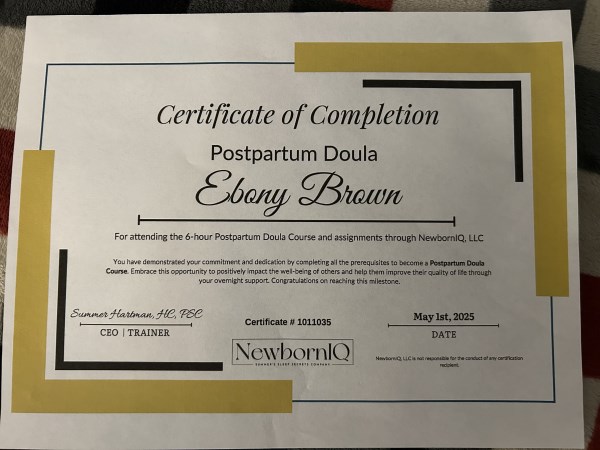 Certificate of Completion
Postpartum Doula
Ebony Brown
For attending the 6-hour Postpartum Doula Course and assignments through NewbornIQ, LLC
You have demonstrated your commitment and dedication by completing all the prerequisites to become a Postpartum Doula
Course. Embrace this opportunity to positively impact the well-being of others and help them improve their quality of life through
your overnight support. Congratulations on reaching this milestone.
Summer Hartman, HC, PSC
CEO | TRAINER
Certificate # 1011035
NewbornIQ
SUMMER'S SLEEP SECRETS COMPANY
May 1st, 2025
DATE
NewbornIQ, LLC is not responsible for the conduct of any certification
recipient.